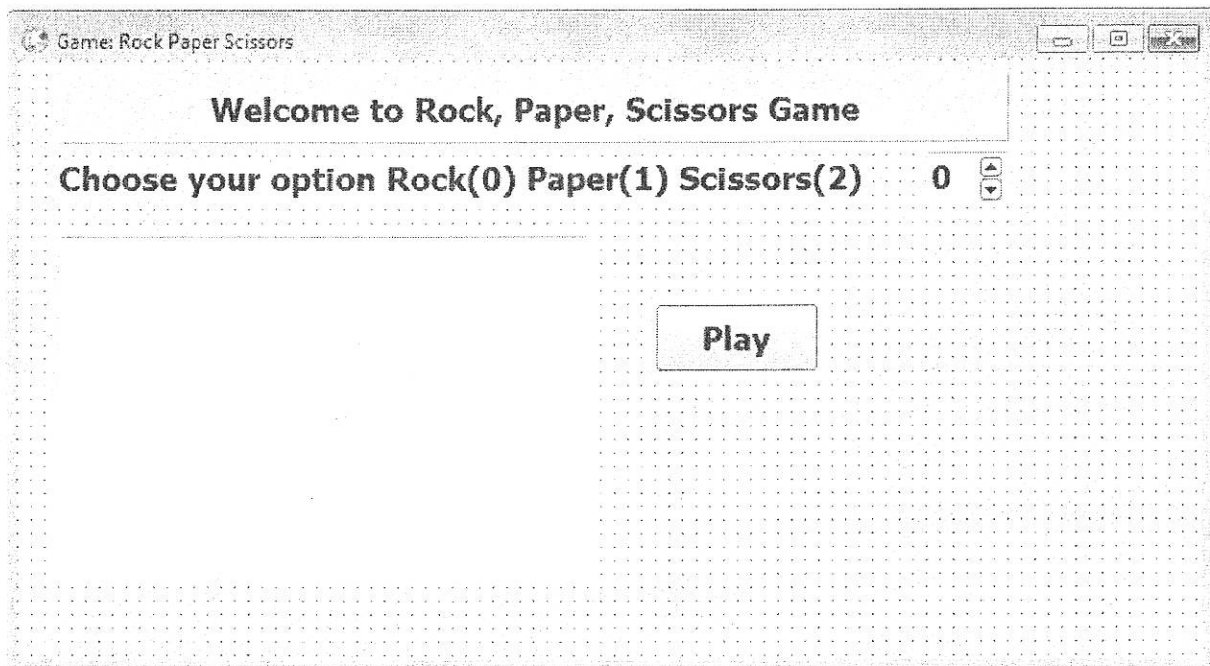 Game: Rock Paper Scissors
Welcome to Rock, Paper, Scissors Game
Choose your option Rock(0) Paper(1) Scissors(2) 0
Play